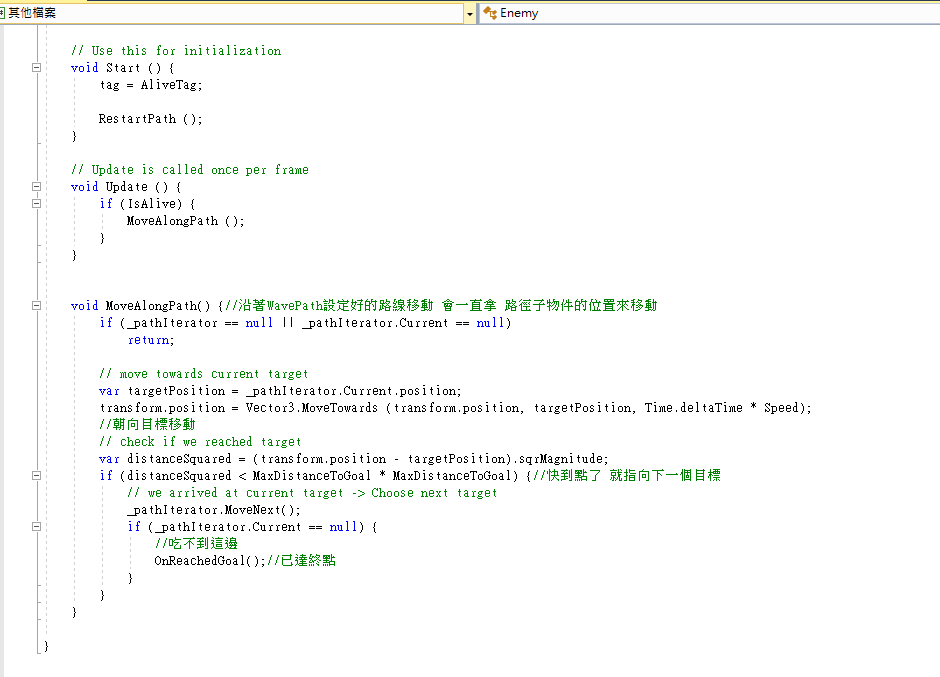 其他檔案
Enemy
// Use this for initialization
void Start () {
tag = AliveTag;
RestartPath ();
}
// Update is called once per frame
void Update () {
if (IsAlive) {
MoveAlongPath ();
}
}
void MoveAlongPath() {//沿著WavePath設定好的路線移動 會一直拿 路徑子物件的位置來移動
if (_pathIterator == null || _pathIterator.Current == null)
return;
// move towards current target
var targetPosition = _pathIterator.Current.position;
transform.position = Vector3.MoveTowards (transform.position, targetPosition, Time.deltaTime * Speed);
//朝向目標移動
// check if we reached target
var distanceSquared = (transform.position - targetPosition).sqrMagnitude;
if (distanceSquared < MaxDistanceToGoal * MaxDistanceToGoal) {//快到點了 就指向下一個目標
// we arrived at current target -> Choose next target
_pathIterator.MoveNext();
if (_pathIterator.Current == null) {
//吃不到這邊
OnReachedGoal();//已達終點
}
}
}
}